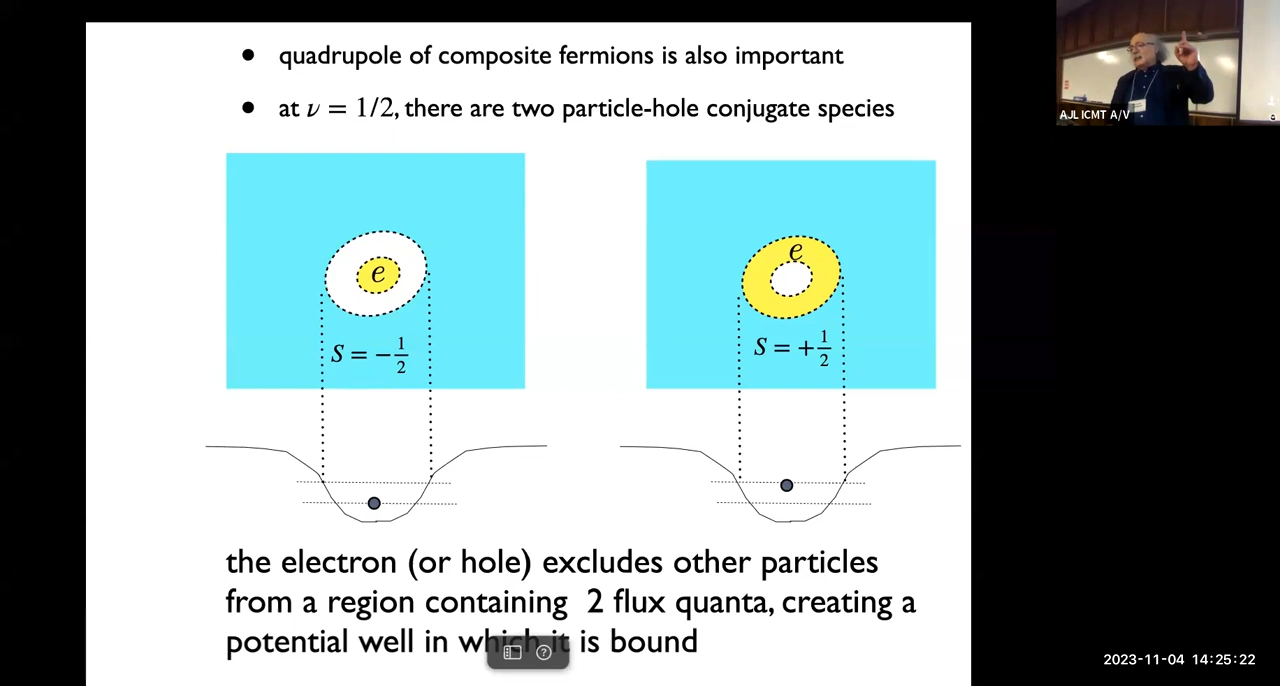 • quadrupole of composite fermions is also important
• at ν = 1/2, there are two particle-hole conjugate species
e
e
S = −1/2
S = +1/2
the electron (or hole) excludes other particles
from a region containing 2 flux quanta, creating a
potential well in which it is bound
AJL ICMT A/V
2023-11-04 14:25:22